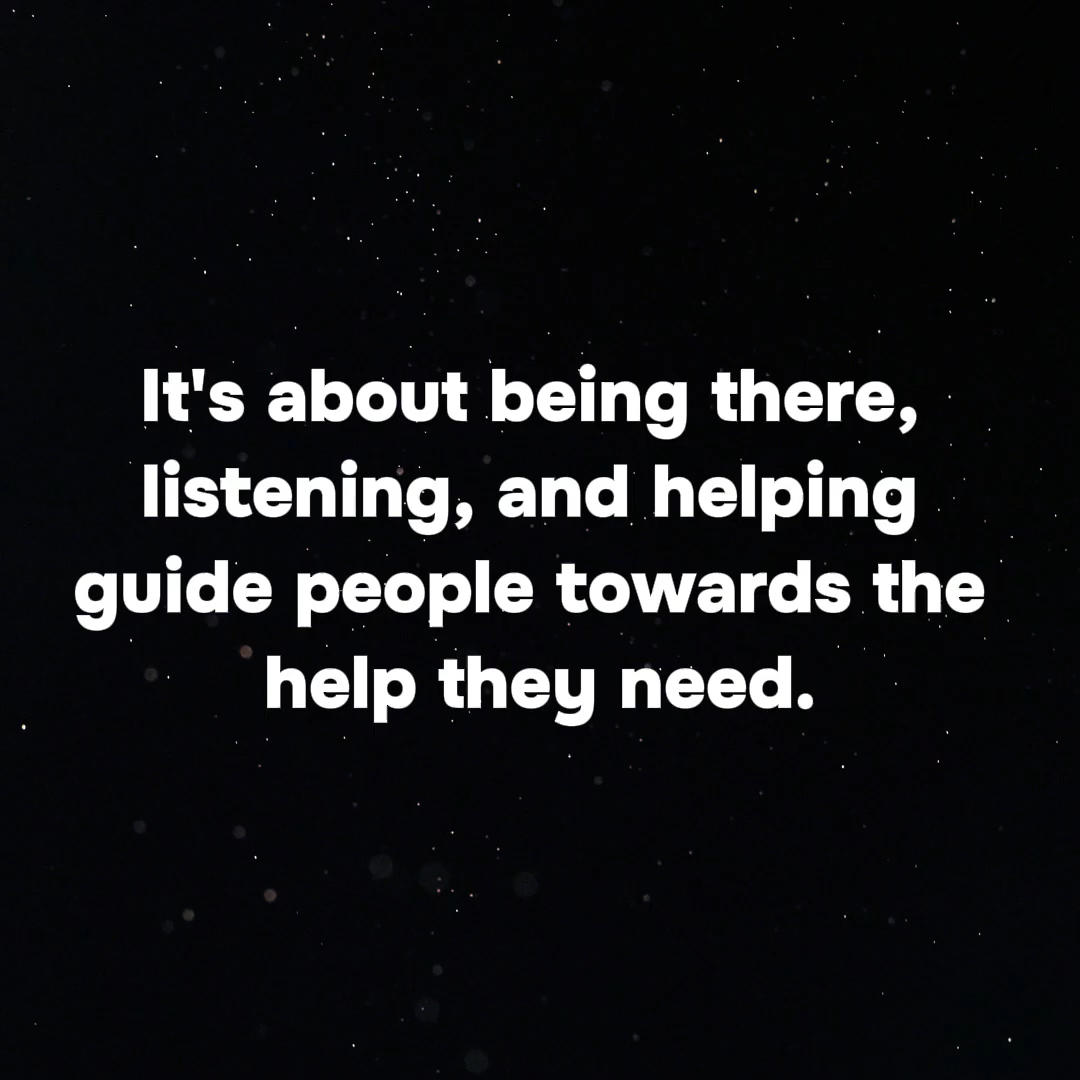 It's about being there,
listening, and helping
guide people towards the
help they need.